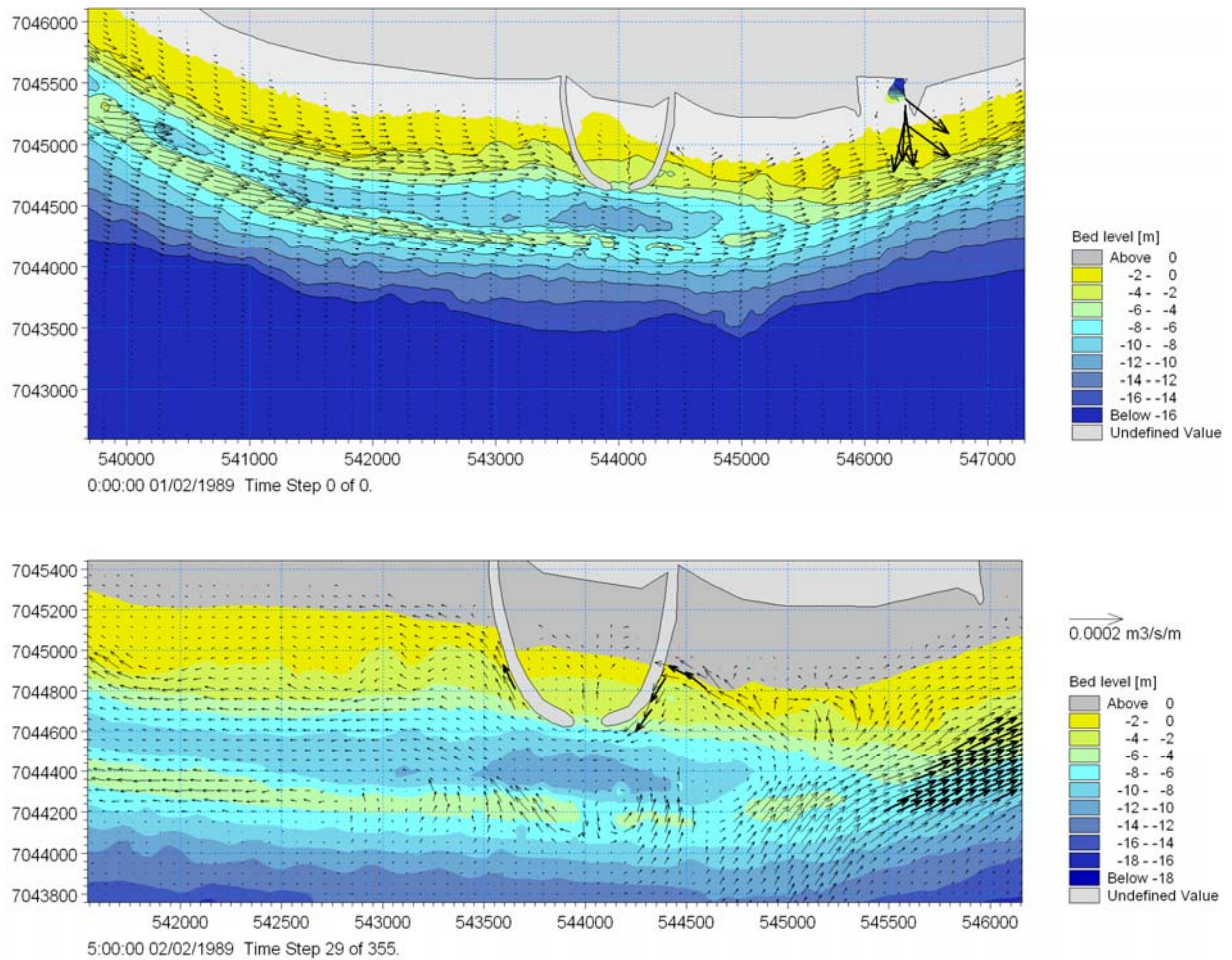 7046000
7045500
7045000
7044500
7044000
7043500
7043000
540000 541000 542000 543000 544000 545000 546000 547000
0:00:00 01/02/1989 Time Step 0 of 0.
Bed level [m]
Above 0
-2 - 0
-4 - -2
-6 - -4
-8 - -6
-10 - -8
-12 - -10
-14 - -12
-16 - -14
Below -16
Undefined Value
7045400
7045200
7045000
7044800
7044600
7044400
7044200
7044000
7043800
542000 542500 543000 543500 544000 544500 545000 545500 546000
5:00:00 02/02/1989 Time Step 29 of 355.
0.0002 m3/s/m
Bed level [m]
Above 0
-2 - 0
-4 - -2
-6 - -4
-8 - -6
-10 - -8
-12 - -10
-14 - -12
-16 - -14
-18 - -16
Below -18
Undefined Value